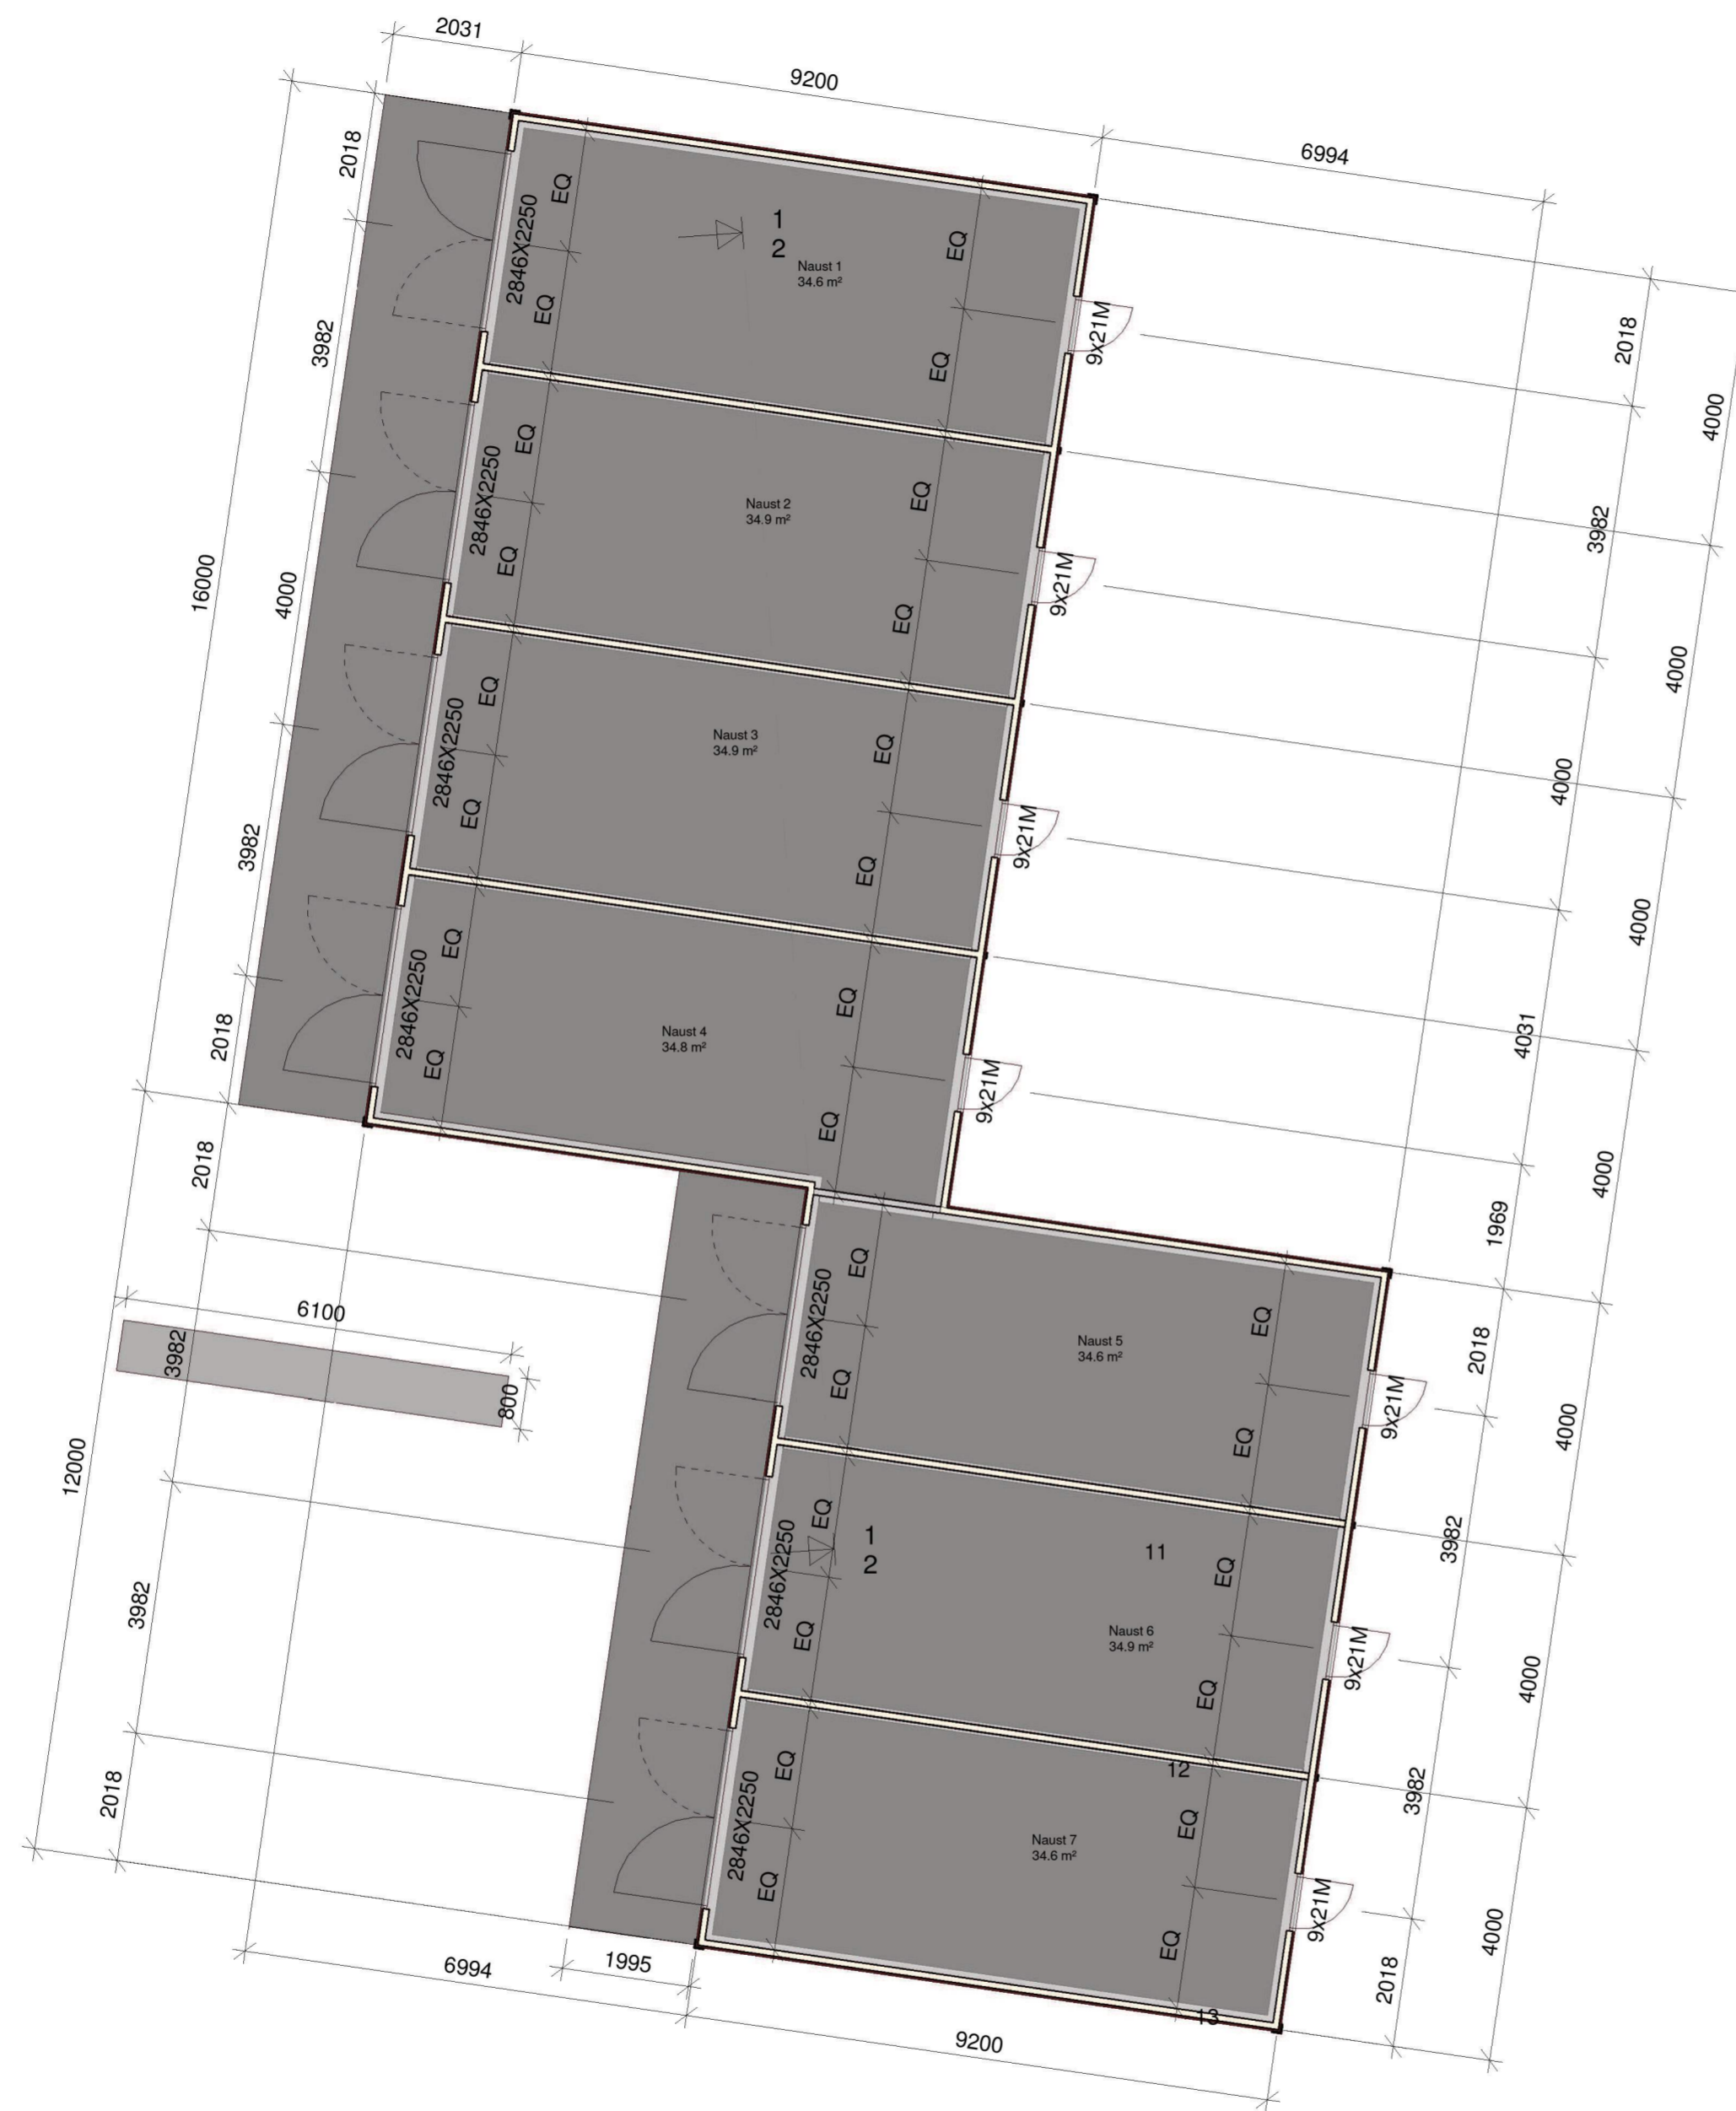 2031
9200
6994
2018
3982
4000
3982
2018
16000
EQ
2846X2250
EQ
1
2
Naust 1
34.6 m²
EQ
EQ
9x21M
2018
4000
EQ
2846X2250
EQ
Naust 2
34.9 m²
EQ
EQ
9x21M
3982
4000
EQ
2846X2250
EQ
Naust 3
34.9 m²
EQ
EQ
9x21M
4000
4000
EQ
2846X2250
EQ
Naust 4
34.8 m²
EQ
EQ
9x21M
4031
4000
1969
2018
3982
3982
2018
12000
6100
800
EQ
2846X2250
EQ
Naust 5
34.6 m²
EQ
EQ
9x21M
2018
4000
EQ
2846X2250
EQ
1
2
11
Naust 6
34.9 m²
EQ
EQ
9x21M
3982
4000
12
EQ
2846X2250
EQ
Naust 7
34.6 m²
EQ
EQ
9x21M
3982
4000
2018
13
6994
1995
9200